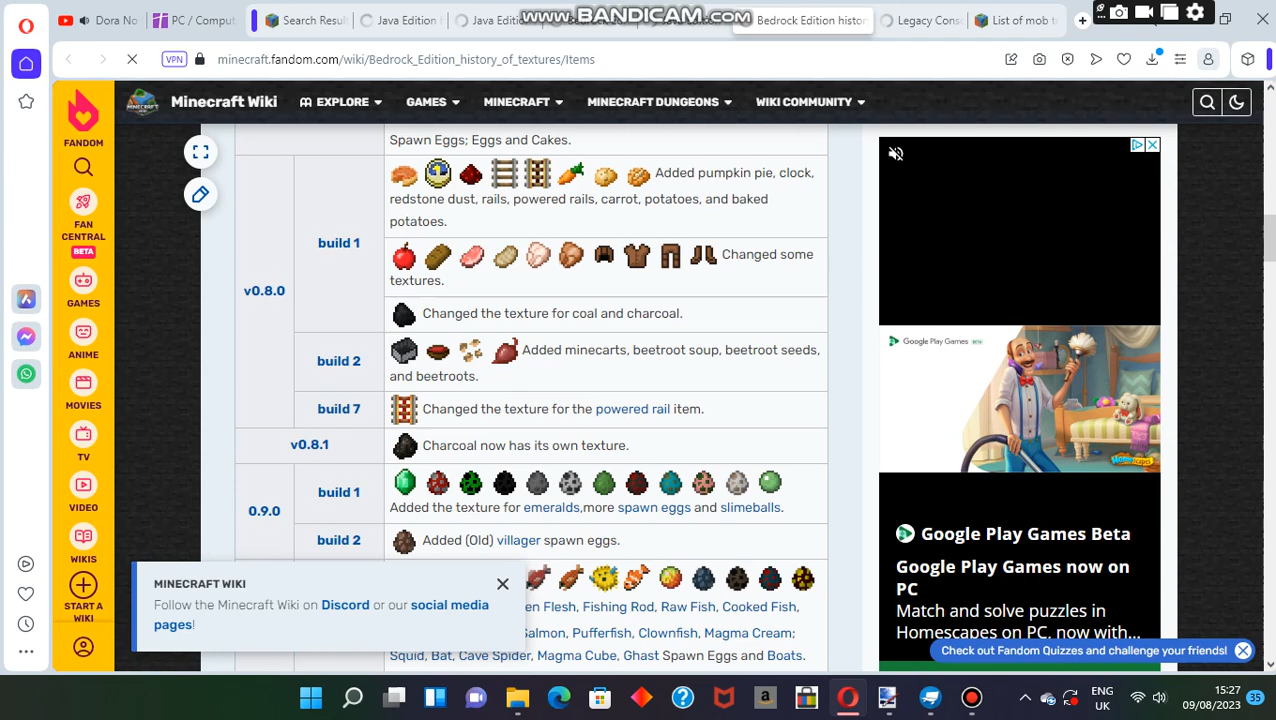 Dora No
PC / Comput
Search Resul
Java Edition
Java Edition
www.BANDICAM.com
Bedrock Edition histor
Legacy Cons
List of mob t
VPN
minecraft.fandom.com/wiki/Bedrock_Edition_history_of_textures/Items
Minecraft Wiki
EXPLORE
GAMES
MINECRAFT
MINECRAFT DUNGEONS
WIKI COMMUNITY
FANDOM
FAN CENTRAL
BETA
GAMES
ANIME
MOVIES
TV
VIDEO
WIKIS
START A WIKI
Spawn Eggs; Eggs and Cakes.
v0.8.0
build 1
Added pumpkin pie, clock,
redstone dust, rails, powered rails, carrot, potatoes, and baked
potatoes.
Changed some
textures.
Changed the texture for coal and charcoal.
build 2
Added minecarts, beetroot soup, beetroot seeds,
and beetroots.
build 7
Changed the texture for the powered rail item.
v0.8.1
Charcoal now has its own texture.
0.9.0
build 1
Added the texture for emeralds,more spawn eggs and slimeballs.
build 2
Added (Old) villager spawn eggs.
en Flesh, Fishing Rod, Raw Fish, Cooked Fish,
Salmon, Pufferfish, Clownfish, Magma Cream;
Squid, Bat, Cave Spider, Magma Cube, Ghast Spawn Eggs and Boats.
MINECRAFT WIKI
Follow the Minecraft Wiki on Discord or our social media
pages!
Google Play Games BETA
Homescapes
Google Play Games Beta
Google Play Games now on
PC
Match and solve puzzles in
Homescapes on PC, now with...
Check out Fandom Quizzes and challenge your friends!
ENG
UK
15:27
09/08/2023
35